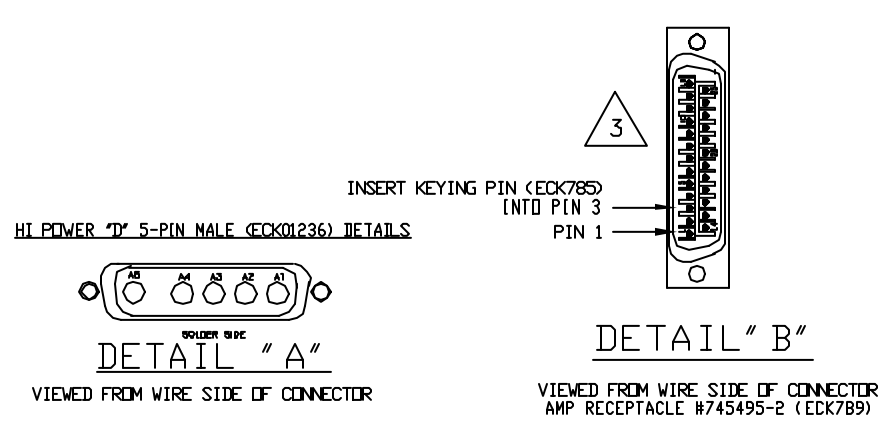 HI POWER "D" 5-PIN MALE (ECK01236) DETAILS
A5 A4 A3 A2 A1
SOLDER SIDE
DETAIL "A"
VIEWED FROM WIRE SIDE OF CONNECTOR
3
INSERT KEYING PIN (ECK785)
INTO PIN 3
PIN 1
DETAIL" B"
VIEWED FROM WIRE SIDE OF CONNECTOR
AMP RECEPTACLE #745495-2 (ECK7B9)